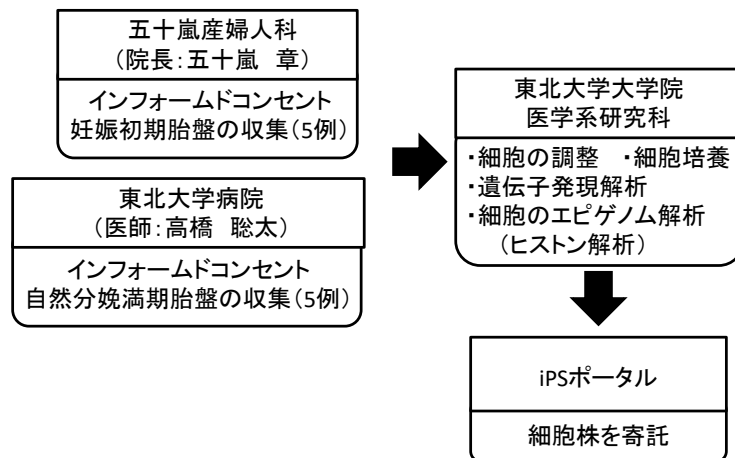 五十嵐産婦人科
（院長：五十嵐　章）
インフォームドコンセント
妊娠初期胎盤の収集（5例）
東北大学病院
（医師：高橋　聡太）
インフォームドコンセント
自然分娩満期胎盤の収集（5例）
東北大学大学院
医学系研究科
・細胞の調整　・細胞培養
・遺伝子発現解析
・細胞のエピゲノム解析
（ヒストン解析）
iPSポータル
細胞株を寄託